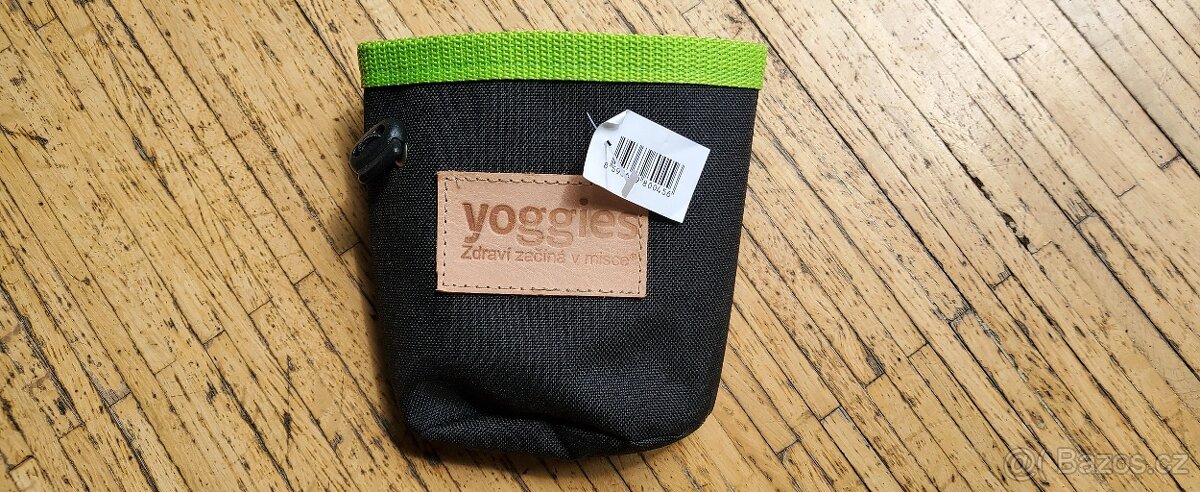 yoggies
Zdraví začíná v misce®
Bazos.cz